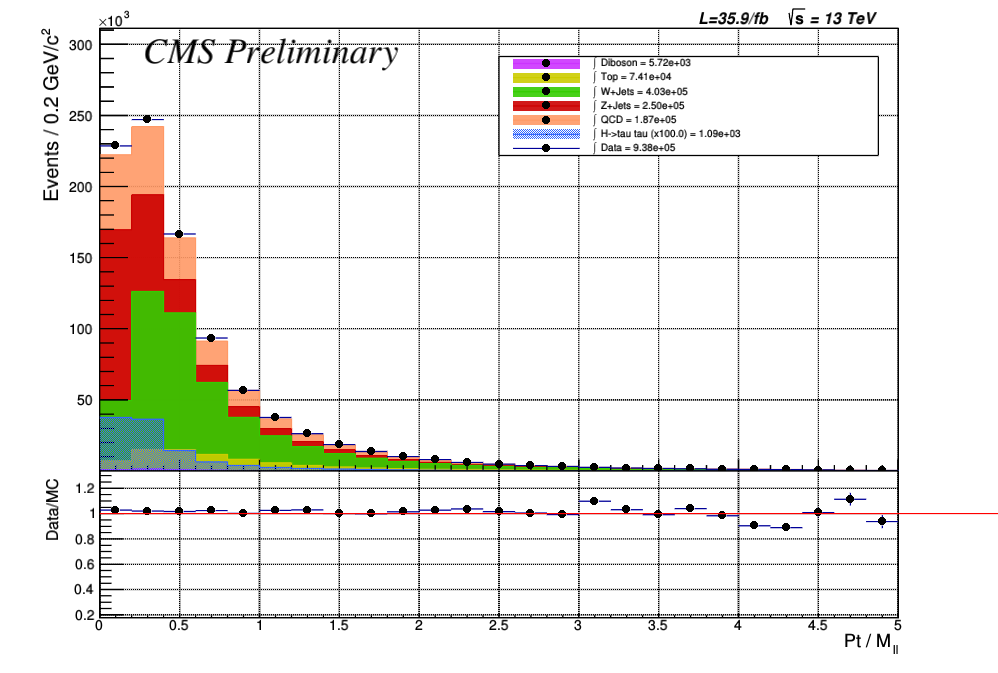 L=35.9/fb √s = 13 TeV
×10³
CMS Preliminary
Events / 0.2 GeV/c²
300
250
200
150
100
50
∫ Diboson = 5.72e+03
∫ Top = 7.41e+04
∫ W+Jets = 4.03e+05
∫ Z+Jets = 2.50e+05
∫ QCD = 1.87e+05
∫ H->tau tau (x100.0) = 1.09e+03
∫ Data = 9.38e+05
Data/MC
1.2
1
0.8
0.6
0.4
0.2
0 0.5 1 1.5 2 2.5 3 3.5 4 4.5 5
Pt / M_ll